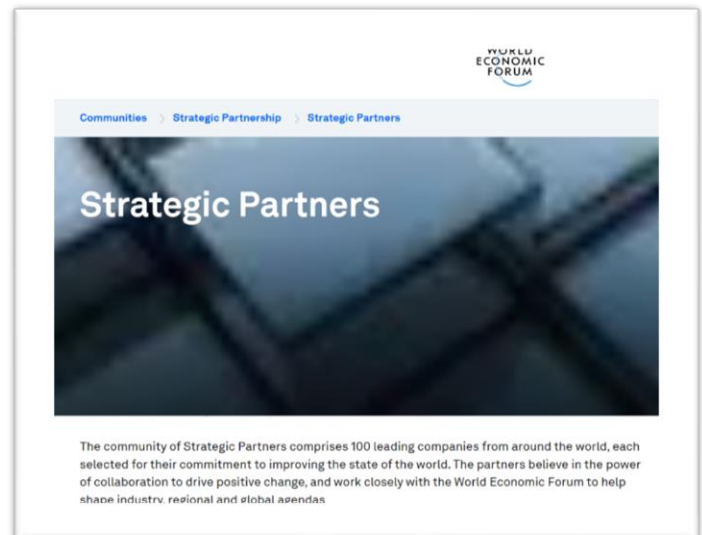 WORLD
ECONOMIC
FORUM
Communities > Strategic Partnership > Strategic Partners
Strategic Partners
The community of Strategic Partners comprises 100 leading companies from around the world, each
selected for their commitment to improving the state of the world. The partners believe in the power
of collaboration to drive positive change, and work closely with the World Economic Forum to help
shape industry, regional and global agendas